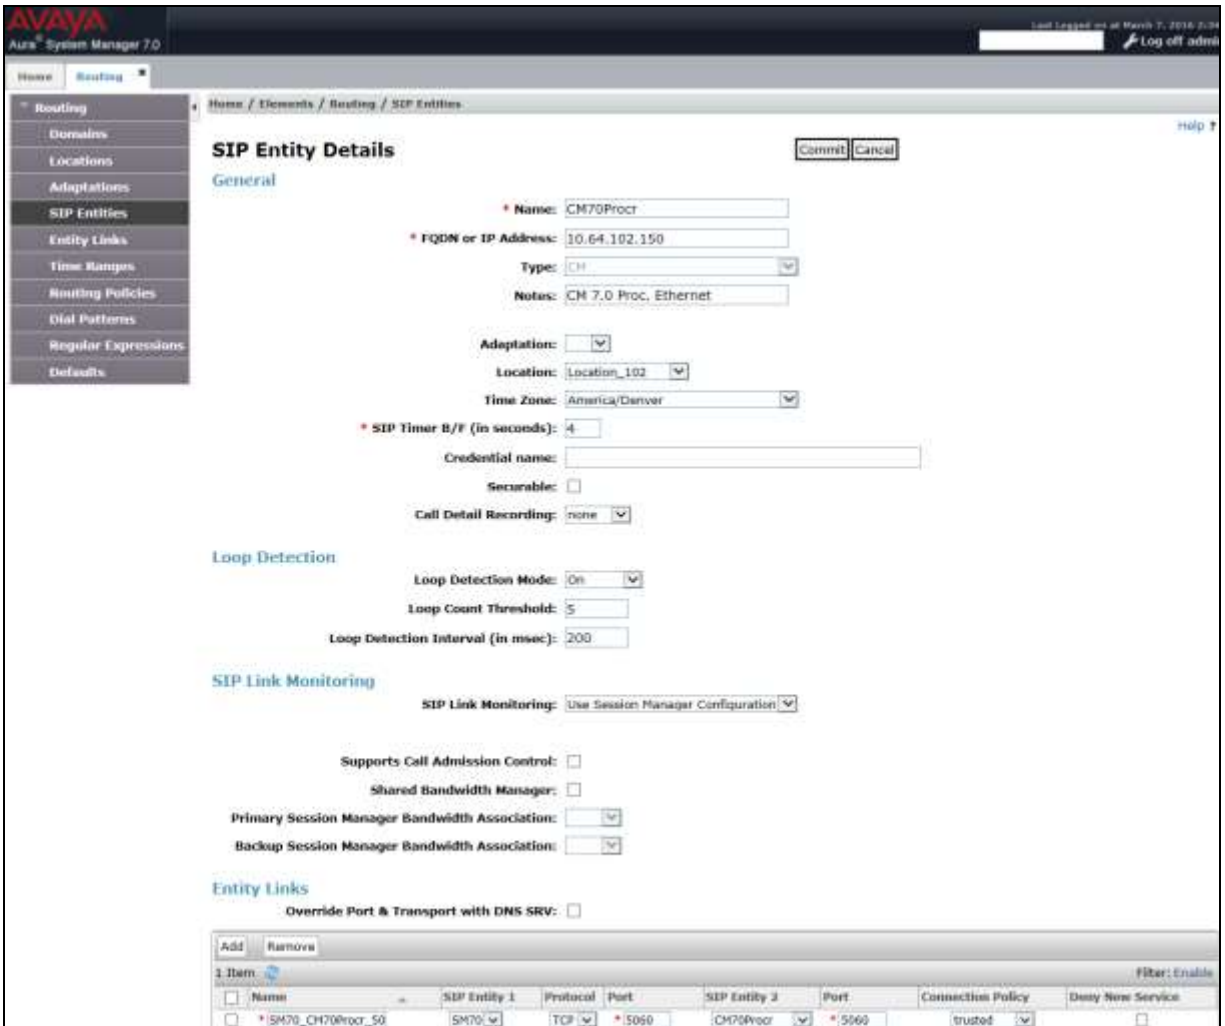 AVAYA
Aura® System Manager 7.0
Last Logged on at March 7, 2016
Log off admi
Home
Routing
Routing
Domains
Locations
Adaptations
SIP Entities
Entity Links
Time Ranges
Routing Policies
Dial Patterns
Regular Expressions
Defaults
Home / Elements / Routing / SIP Entities
Help ?
SIP Entity Details
Commit Cancel
General
* Name: CM70Procr
* FQDN or IP Address: 10.64.102.150
Type: CM
Notes: CM 7.0 Proc. Ethernet
Adaptation:
Location: Location_102
Time Zone: America/Denver
* SIP Timer B/F (in seconds): 4
Credential name:
Securable:
Call Detail Recording: none
Loop Detection
Loop Detection Mode: On
Loop Count Threshold: 5
Loop Detection Interval (in msec): 200
SIP Link Monitoring
SIP Link Monitoring: Use Session Manager Configuration
Supports Call Admission Control:
Shared Bandwidth Manager:
Primary Session Manager Bandwidth Association:
Backup Session Manager Bandwidth Association:
Entity Links
Override Port & Transport with DNS SRV:
Add Remove
1 Item Filter: Enable
Name SIP Entity 1 Protocol Port SIP Entity 2 Port Connection Policy Deny New Service
* SM70_CM70Procr_50 SM70 TCP * 5060 CM70Procr * 5060 trusted